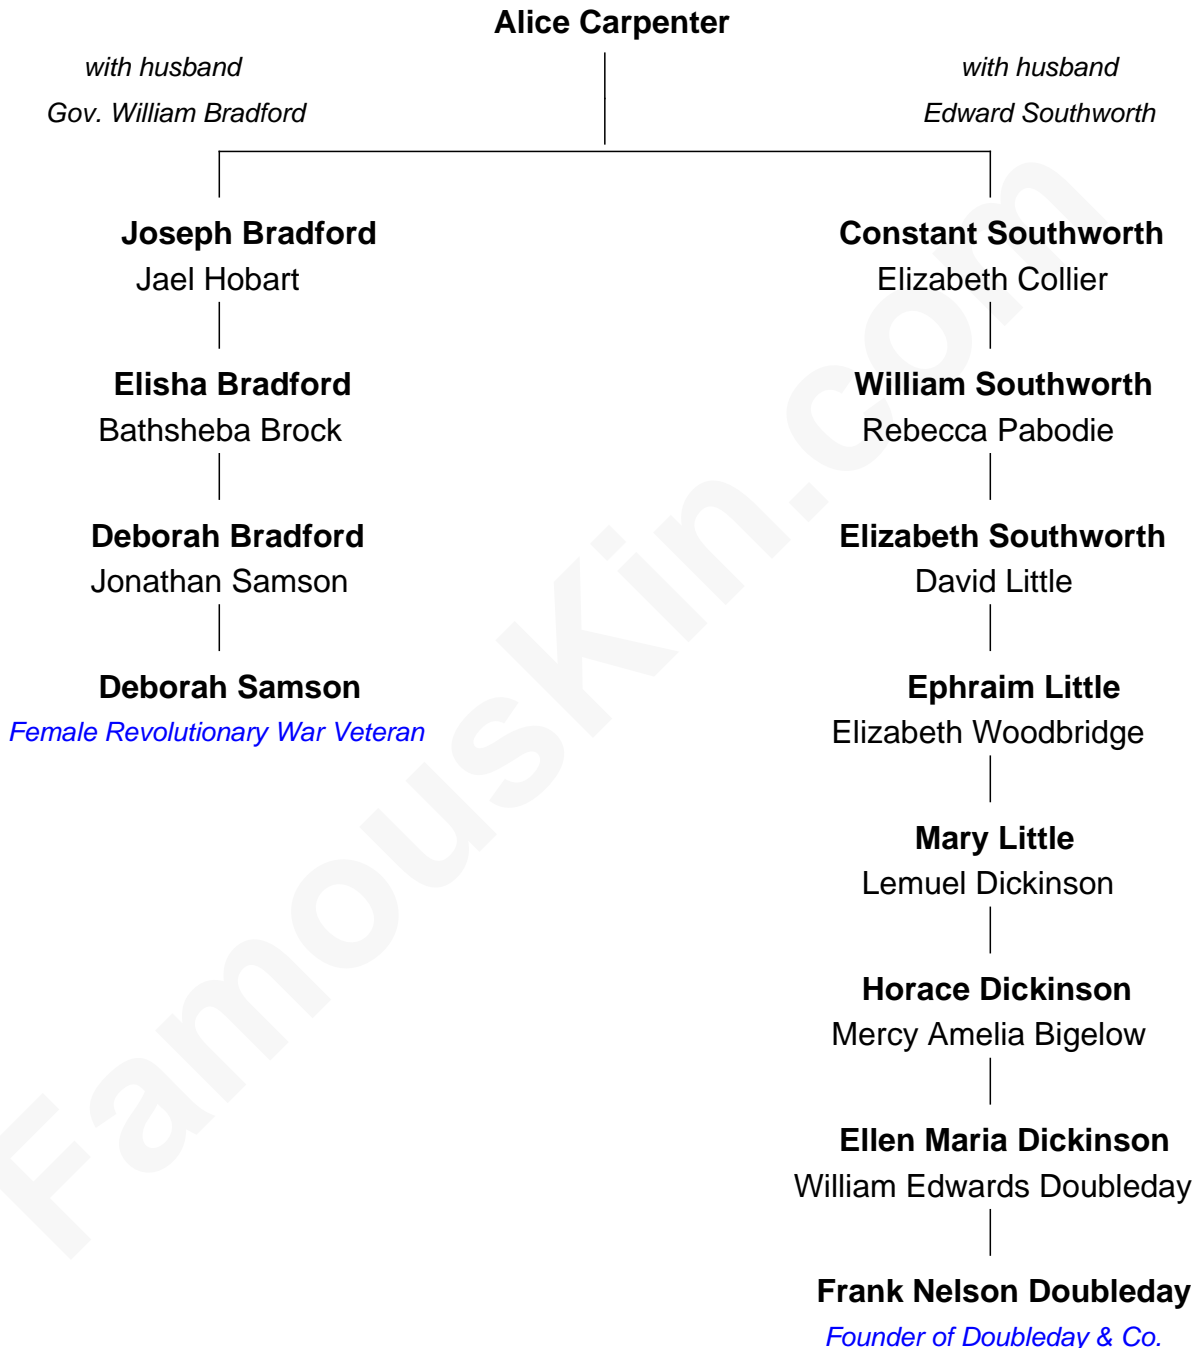 Alice Carpenter
with husband
Gov. William Bradford
with husband
Edward Southworth
Joseph Bradford
Jael Hobart
Elisha Bradford
Bathsheba Brock
Deborah Bradford
Jonathan Samson
Deborah Samson
Female Revolutionary War Veteran
Constant Southworth
Elizabeth Collier
William Southworth
Rebecca Pabodie
Elizabeth Southworth
David Little
Ephraim Little
Elizabeth Woodbridge
Mary Little
Lemuel Dickinson
Horace Dickinson
Mercy Amelia Bigelow
Ellen Maria Dickinson
William Edwards Doubleday
Frank Nelson Doubleday
Founder of Doubleday & Co.
FamousKin.com